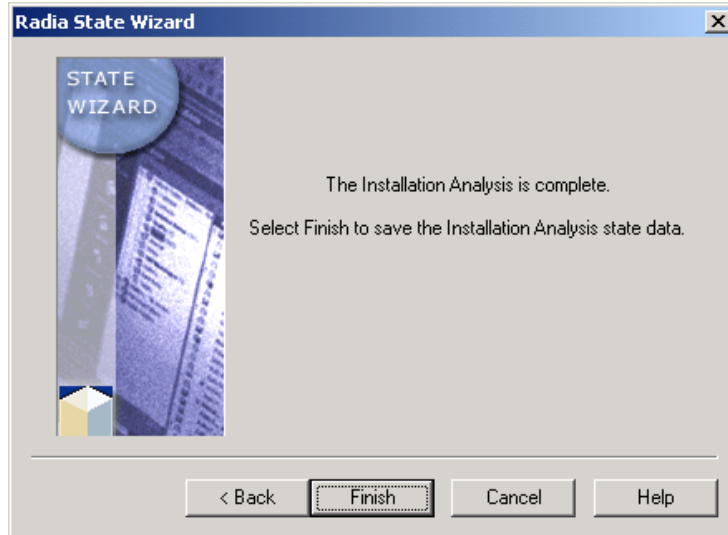 Radia State Wizard
STATE
WIZARD
The Installation Analysis is complete.
Select Finish to save the Installation Analysis state data.
< Back
Finish
Cancel
Help